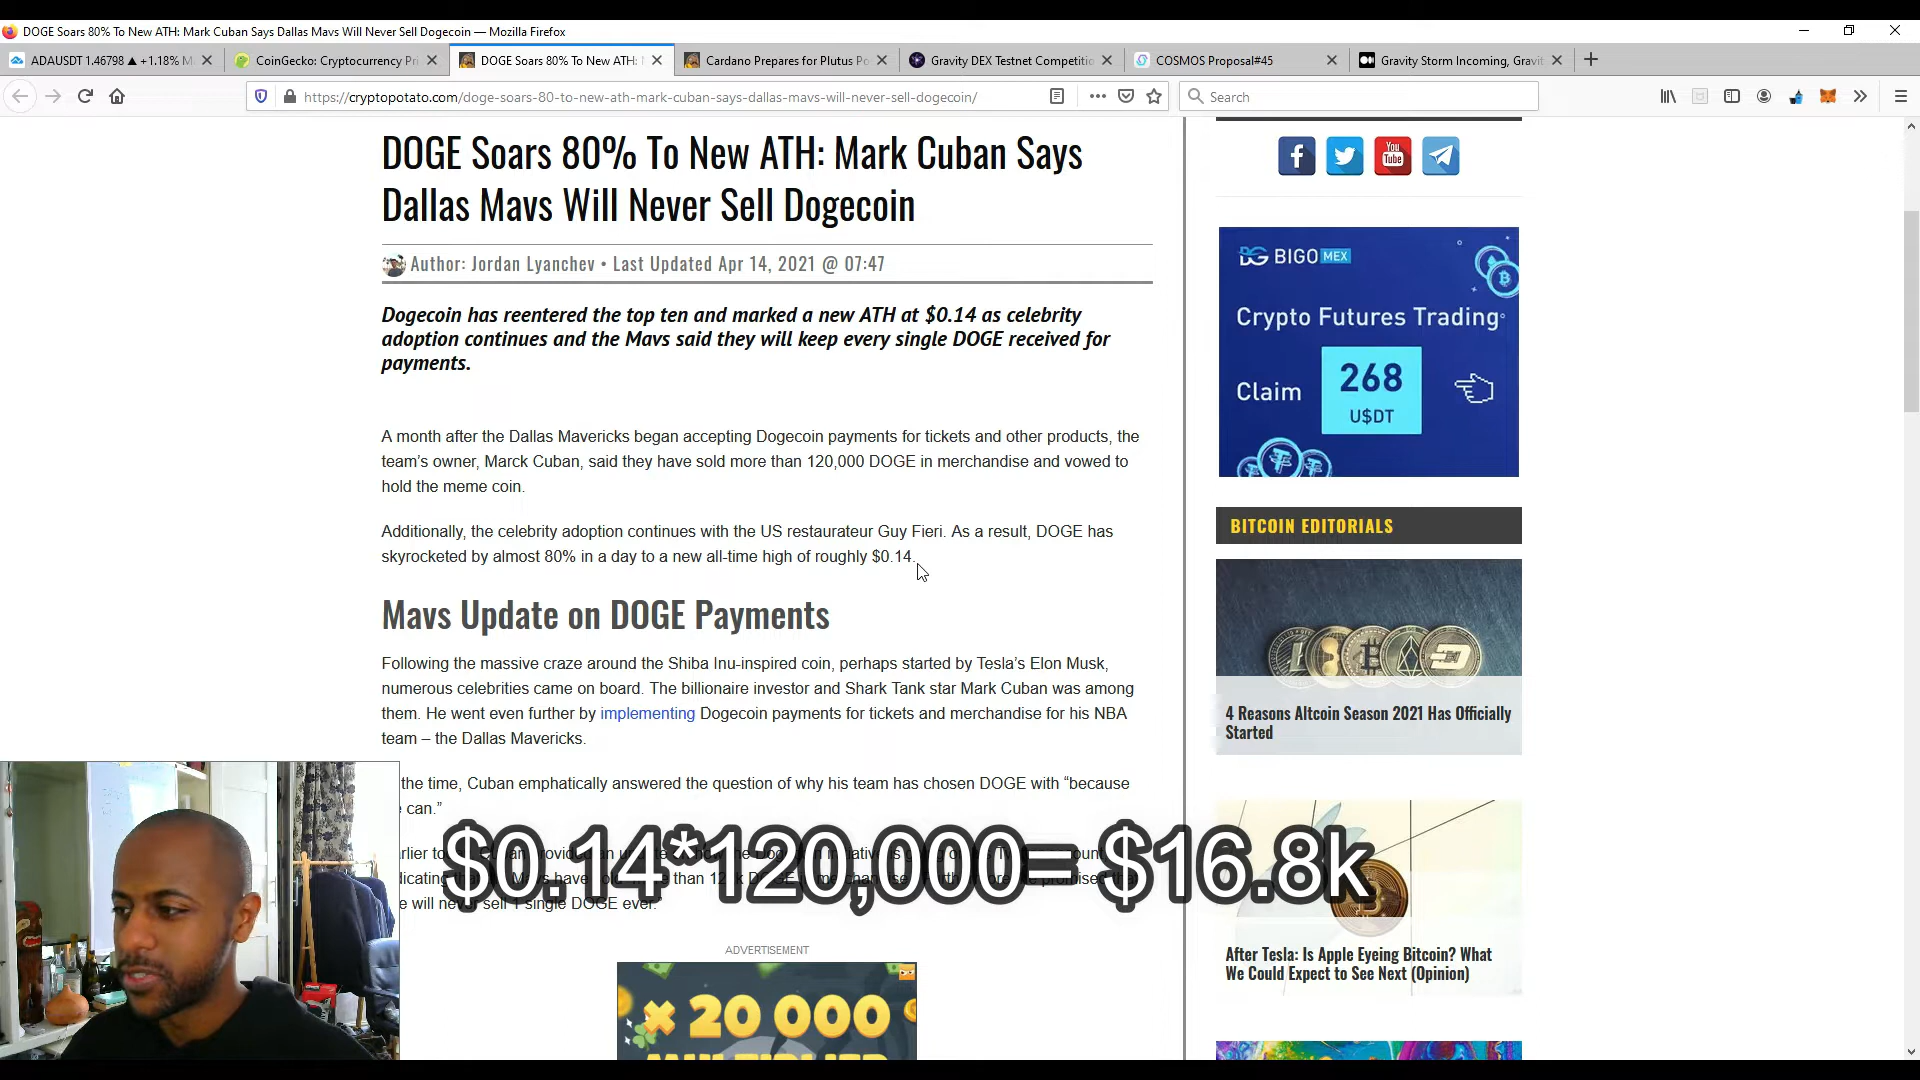 DOGE Soars 80% To New ATH: Mark Cuban Says Dallas Mavs Will Never Sell Dogecoin — Mozilla Firefox
ADAUSDT 1.46798 ▲ +1.18% M
CoinGecko: Cryptocurrency Pri
DOGE Soars 80% To New ATH: M
Cardano Prepares for Plutus Po
Gravity DEX Testnet Competitio
COSMOS Proposal#45
Gravity Storm Incoming, Gravit
https://cryptopotato.com/doge-soars-80-to-new-ath-mark-cuban-says-dallas-mavs-will-never-sell-dogecoin/
Search
DOGE Soars 80% To New ATH: Mark Cuban Says
Dallas Mavs Will Never Sell Dogecoin
Author: Jordan Lyanchev • Last Updated Apr 14, 2021 @ 07:47
Dogecoin has reentered the top ten and marked a new ATH at $0.14 as celebrity
adoption continues and the Mavs said they will keep every single DOGE received for
payments.
A month after the Dallas Mavericks began accepting Dogecoin payments for tickets and other products, the
team's owner, Marck Cuban, said they have sold more than 120,000 DOGE in merchandise and vowed to
hold the meme coin.
Additionally, the celebrity adoption continues with the US restaurateur Guy Fieri. As a result, DOGE has
skyrocketed by almost 80% in a day to a new all-time high of roughly $0.14.
Mavs Update on DOGE Payments
Following the massive craze around the Shiba Inu-inspired coin, perhaps started by Tesla's Elon Musk,
numerous celebrities came on board. The billionaire investor and Shark Tank star Mark Cuban was among
them. He went even further by implementing Dogecoin payments for tickets and merchandise for his NBA
team – the Dallas Mavericks.
the time, Cuban emphatically answered the question of why his team has chosen DOGE with “because
can.”
$0.14*120,000= $16.8k
will never sell 1 single DOGE ever.”
ADVERTISEMENT
× 20 000
You
Tube
BIGO MEX
Crypto Futures Trading
Claim
268
U$DT
BITCOIN EDITORIALS
4 Reasons Altcoin Season 2021 Has Officially
Started
After Tesla: Is Apple Eyeing Bitcoin? What
We Could Expect to See Next (Opinion)